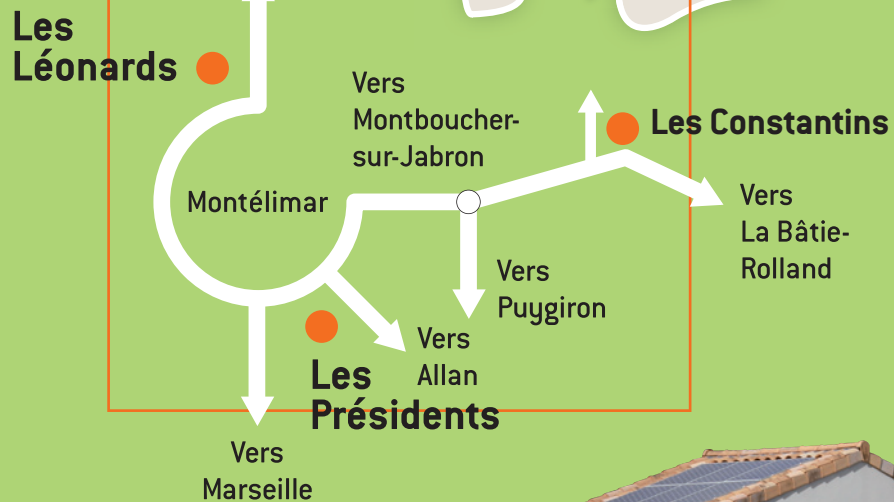 Les
Léonards
Vers
Montboucher-
sur-Jabron
Les Constantins
Montélimar
Vers
La Bâtie-
Rolland
Vers
Puygiron
Vers
Allan
Les
Présidents
Vers
Marseille